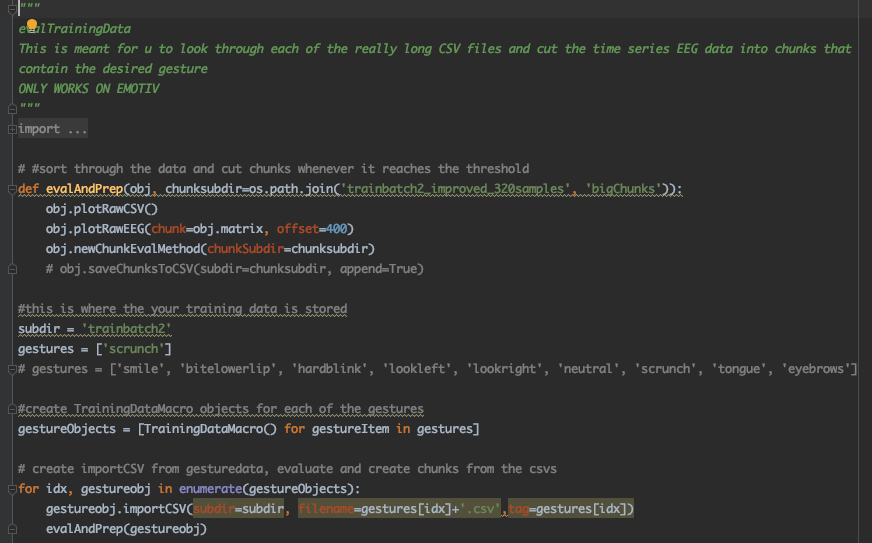 """
evalTrainingData
This is meant for u to look through each of the really long CSV files and cut the time series EEG data into chunks that
contain the desired gesture
ONLY WORKS ON EMOTIV
"""
import ...
# #sort through the data and cut chunks whenever it reaches the threshold
def evalAndPrep(obj, chunksubdir=os.path.join('trainbatch2_improved_320samples', 'bigChunks')):
    obj.plotRawCSV()
    obj.plotRawEEG(chunk=obj.matrix, offset=400)
    obj.newChunkEvalMethod(chunkSubdir=chunksubdir)
    # obj.saveChunksToCSV(subdir=chunksubdir, append=True)
#this is where the your training data is stored
subdir = 'trainbatch2'
gestures = ['scrunch']
# gestures = ['smile', 'bitelowerlip', 'hardblink', 'lookleft', 'lookright', 'neutral', 'scrunch', 'tongue', 'eyebrows']
#create TrainingDataMacro objects for each of the gestures
gestureObjects = [TrainingDataMacro() for gestureItem in gestures]
# create importCSV from gesturedata, evaluate and create chunks from the csvs
for idx, gestureobj in enumerate(gestureObjects):
    gestureobj.importCSV(subdir=subdir, filename=gestures[idx]+'.csv',tag=gestures[idx])
    evalAndPrep(gestureobj)